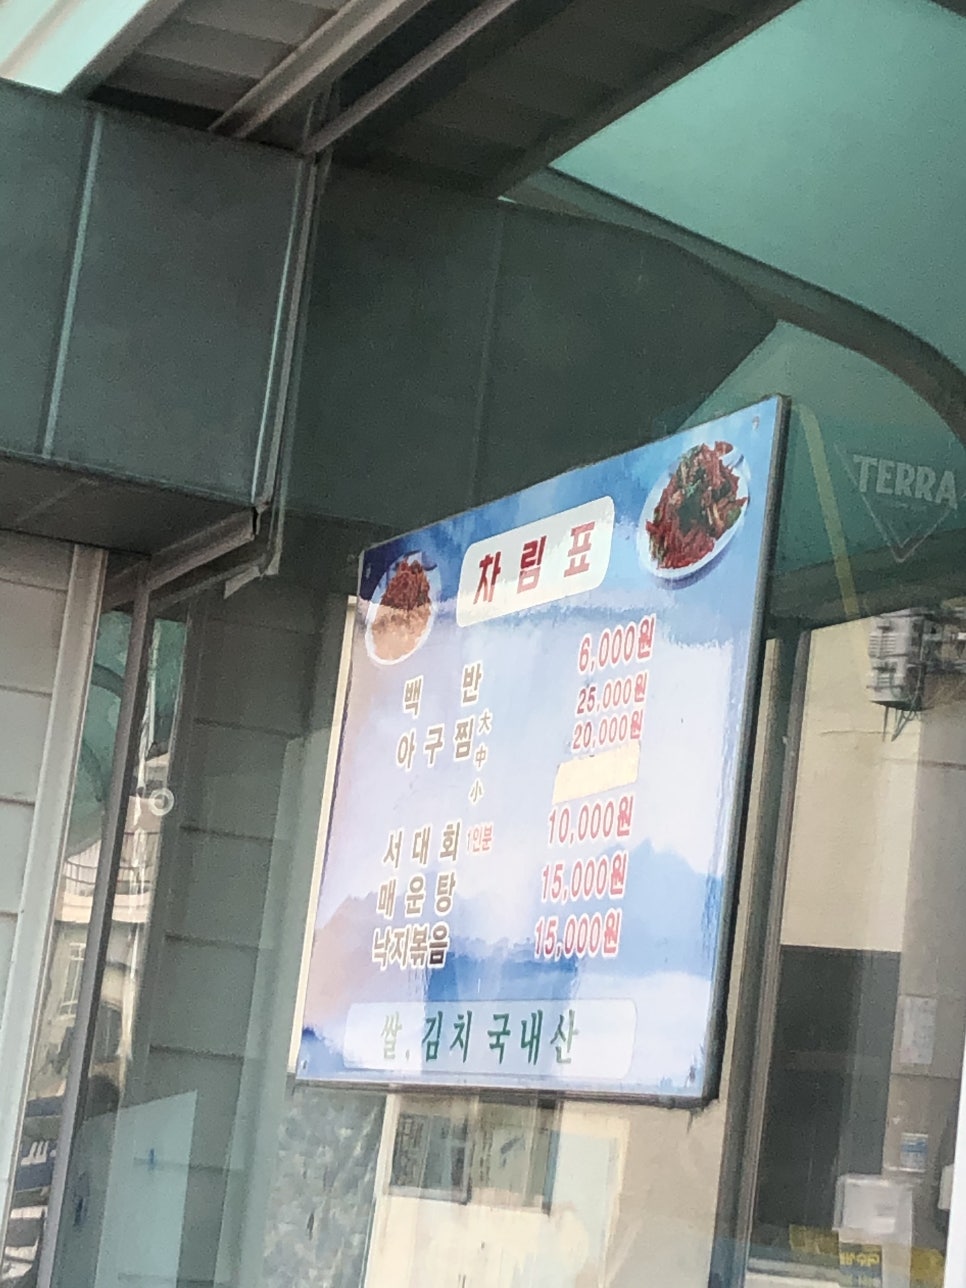 차림표
백반 6,000원
아구찜 大 25,000원
中 20,000원
小
서대회 1인분 10,000원
매운탕 15,000원
낙지볶음 15,000원
쌀, 김치 국내산
TERRA